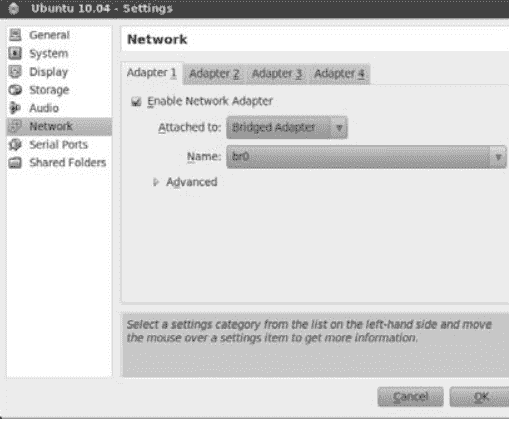 Ubuntu 10.04 - Settings
General
System
Display
Storage
Audio
Network
Serial Ports
Shared Folders
Network
Adapter 1 Adapter 2 Adapter 3 Adapter 4
Enable Network Adapter
Attached to: Bridged Adapter
Name: br0
Advanced
Select a settings category from the list on the left-hand side and move
the mouse over a settings item to get more information.
Cancel OK